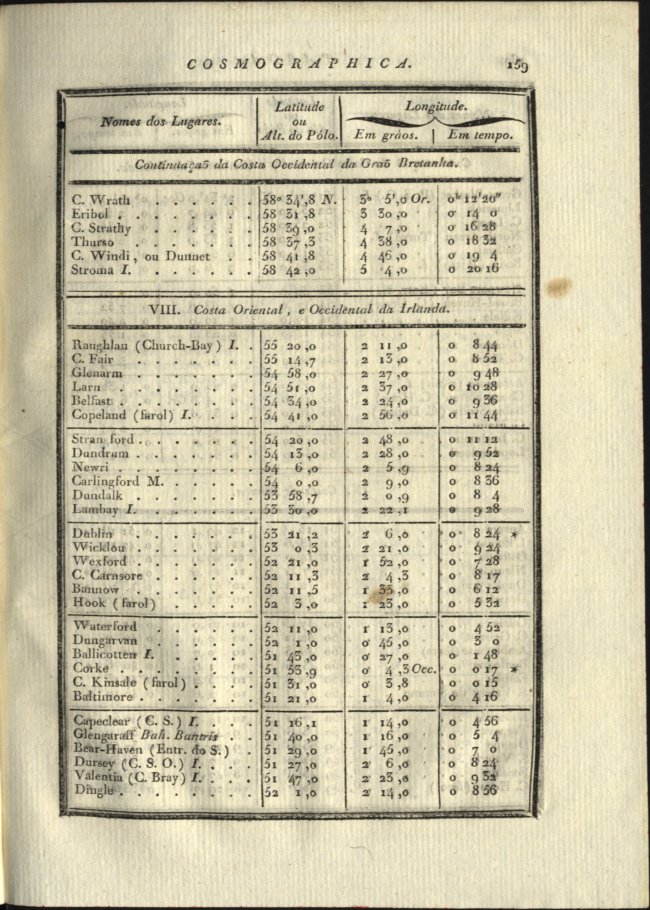 COSMOGRAPHICA. 159
Nomes dos Lugares. Latitude ou Alt. do Pólo. Longitude. Em gráos. Em tempo.
Continuaçaõ da Costa Occidental da Graõ Bretanha.
C. Wrath . . . . . . 58° 34',8 N. 3° 5',0 Or. 0h 12'20"
Eribol . . . . . . . 58 31,8 3 30,0 0 14 0
C. Strathy . . . . . 58 39,0 4 7,0 0 16 28
Thurso . . . . . . 58 37,3 4 38,0 0 18 32
C. Windi, ou Dunnet . . 58 41,8 4 46,0 0 19 4
Stroma I. . . . . . 58 42,0 5 4,0 0 20 16
VIII. Costa Oriental, e Occidental da Irlanda.
Raughlan (Church-Bay) I. . 55 20,0 2 11,0 0 8 44
C. Fair . . . . . . 55 14,7 2 13,0 0 8 52
Glenarm . . . . . . 54 58,0 2 27,0 0 9 48
Larn . . . . . . . 54 51,0 2 37,0 0 10 28
Belfast . . . . . . 54 34,0 2 24,0 0 9 36
Copeland (farol) I. . . . 54 41,0 2 56,0 0 11 44
Stranford . . . . . . 54 20,0 2 48,0 0 11 12
Dundrum . . . . . . 54 13,0 2 28,0 0 9 52
Newri . . . . . . . 54 6,0 2 5,9 0 8 24
Carlingford M. . . . . 54 0,0 2 9,0 0 8 36
Dundalk . . . . . . 53 58,7 2 0,9 0 8 4
Lambay I. . . . . . 53 30,0 2 22,1 0 9 28
Dublin . . . . . . 53 21,2 2 6,0 0 8 24 *
Wicklou . . . . . . 53 0,3 2 21,0 0 9 24
Wexford . . . . . . 52 21,0 1 52,0 0 7 28
C. Carnsore . . . . . 52 11,3 2 4,3 0 8 17
Bannow . . . . . . 52 11,5 1 33,0 0 6 12
Hook (farol) . . . . 52 3,0 1 23,0 0 5 32
Waterford . . . . . 52 11,0 1 13,0 0 4 52
Dungarvan . . . . . 52 1,0 0 45,0 0 3 0
Ballicotten I. . . . . 51 43,0 0 27,0 0 1 48
Corke . . . . . . . 51 53,9 0 4,3 Occ. 0 0 17 *
C. Kinsale (farol) . . . 51 31,0 0 3,8 0 0 15
Baltimore . . . . . . 51 21,0 1 4,0 0 4 16
Capeclear (C. S.) I. . . . 51 16,1 1 14,0 0 4 56
Glengaraff Bah. Bantris . . 51 40,0 1 16,0 0 5 4
Bear-Haven (Entr. do S.) . 51 29,0 1 45,0 0 7 0
Dursey (C. S. O.) I. . . 51 27,0 2 6,0 0 8 24
Valentia (C. Bray) I. . . 51 47,0 2 23,0 0 9 32
Dingle . . . . . . . 52 1,0 2 14,0 0 8 56